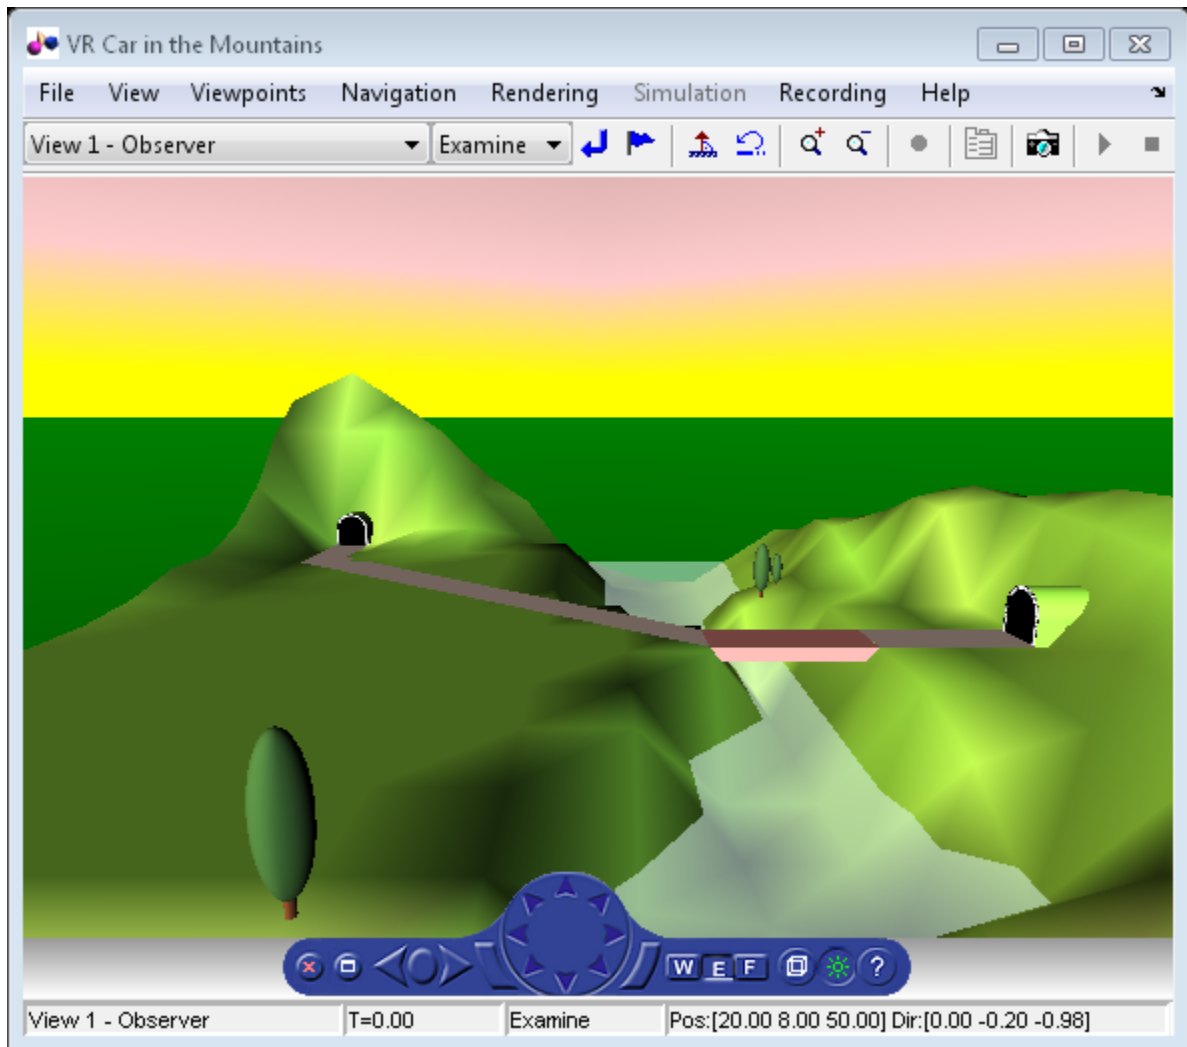 VR Car in the Mountains
File View Viewpoints Navigation Rendering Simulation Recording Help
View 1 - Observer Examine
W E F ?
View 1 - Observer T=0.00 Examine Pos:[20.00 8.00 50.00] Dir:[0.00 -0.20 -0.98]